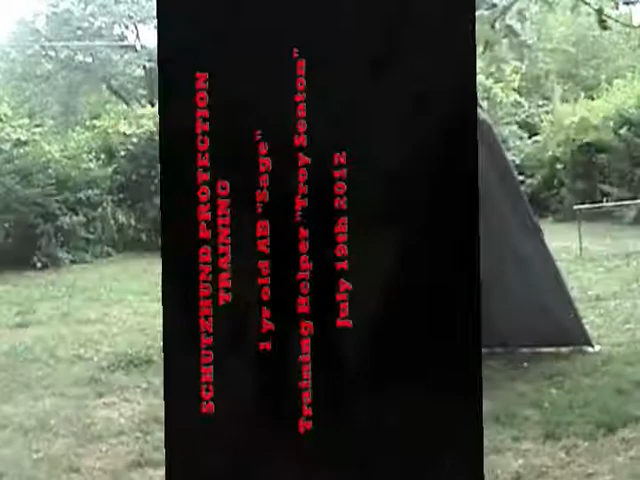 SCHUTZHUND PROTECTION
TRAINING
1 yr old AB "Sage"
Training Helper "Troy Seaton"
July 19th 2012